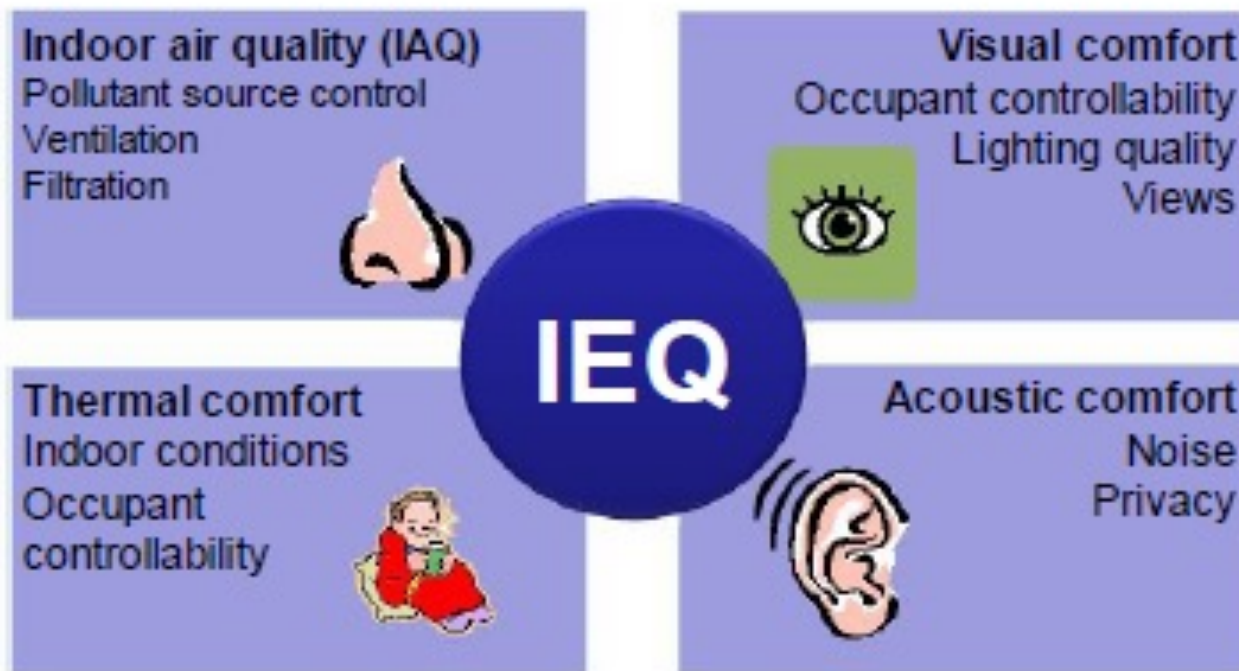 Indoor air quality (IAQ)
Pollutant source control
Ventilation
Filtration
Visual comfort
Occupant controllability
Lighting quality
Views
IEQ
Thermal comfort
Indoor conditions
Occupant
controllability
Acoustic comfort
Noise
Privacy